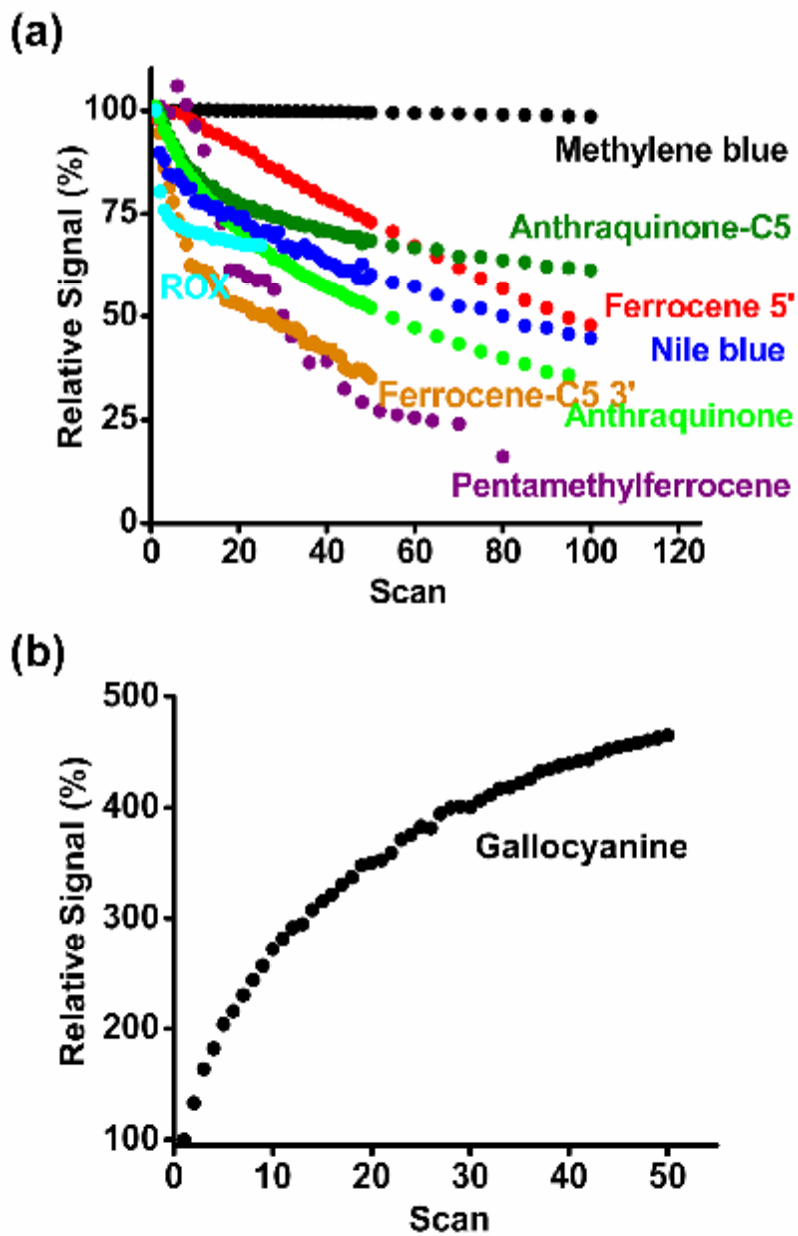 (a)
100
75
50
25
0
Relative Signal (%)
Methylene blue
Anthraquinone-C5
Ferrocene 5'
ROX
Nile blue
Ferrocene-C5 3'
Anthraquinone
Pentamethylferrocene
0 20 40 60 80 100 120
Scan
(b)
500
400
300
200
100
Relative Signal (%)
Gallocyanine
0 10 20 30 40 50
Scan